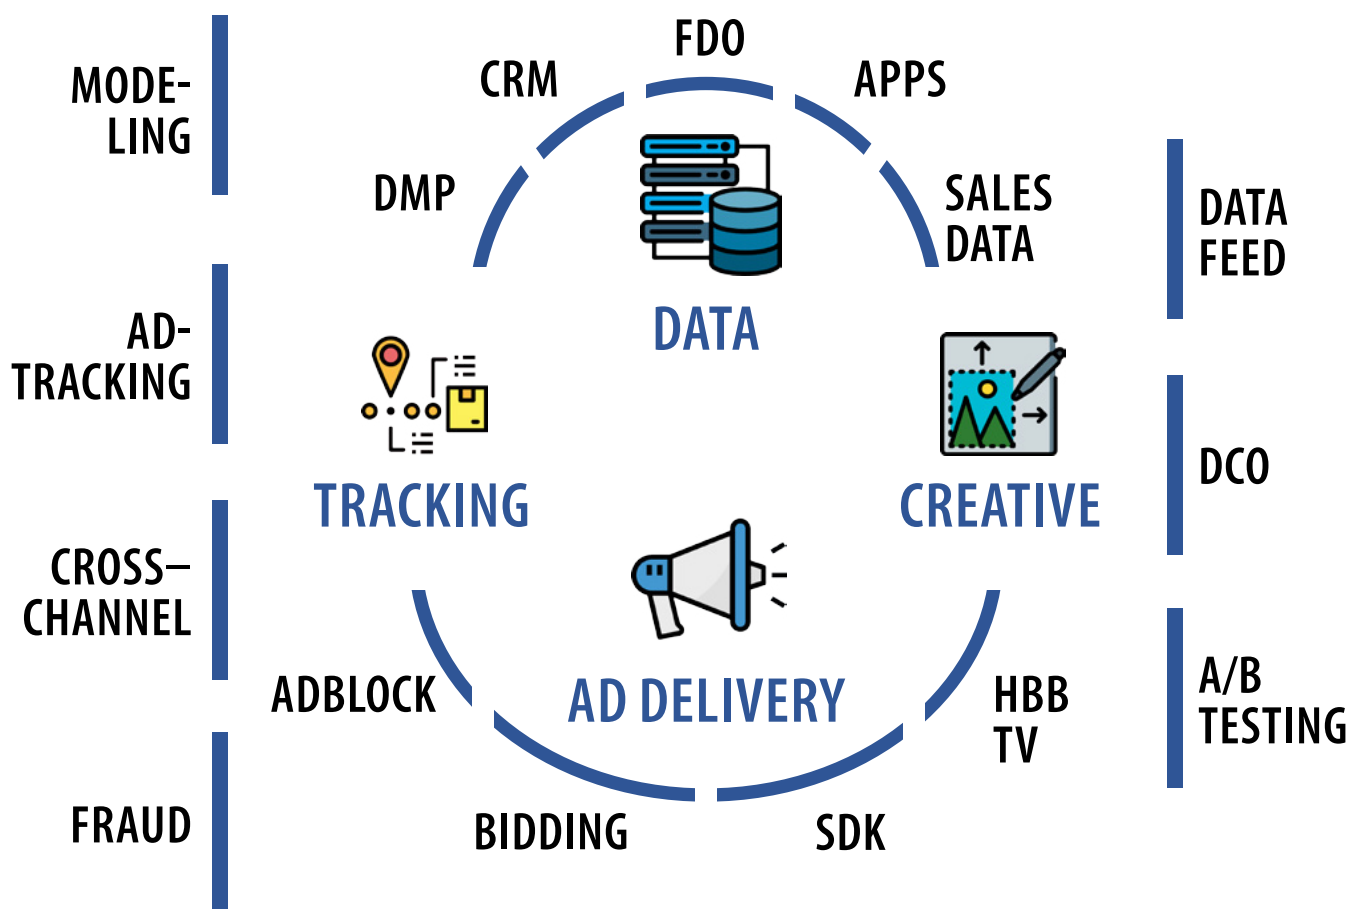 MODE-
LING
AD-
TRACKING
CROSS–
CHANNEL
FRAUD
DMP
CRM
FDO
APPS
SALES
DATA
DATA
TRACKING
CREATIVE
AD DELIVERY
ADBLOCK
BIDDING
SDK
HBB
TV
DATA
FEED
DCO
A/B
TESTING